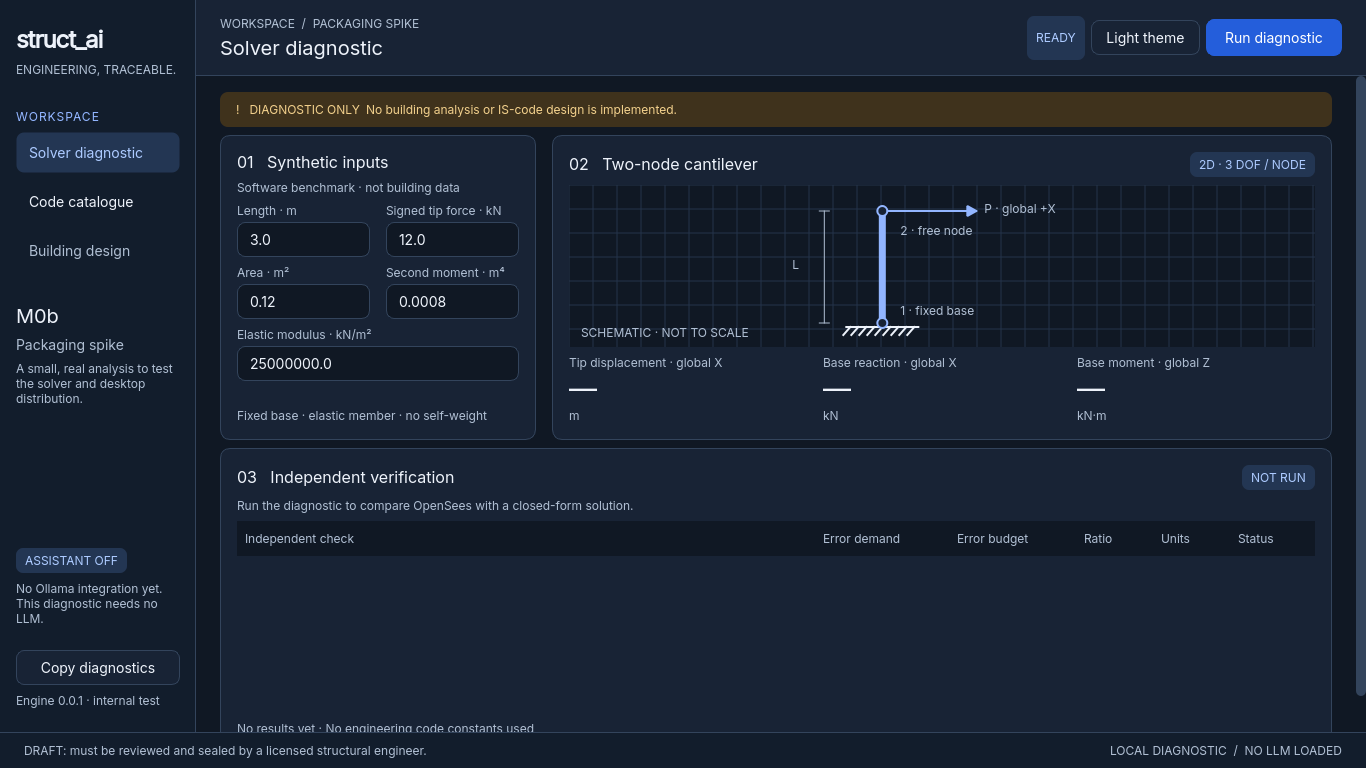 struct_ai
ENGINEERING, TRACEABLE.
WORKSPACE
Solver diagnostic
Code catalogue
Building design
M0b
Packaging spike
A small, real analysis to test
the solver and desktop
distribution.
ASSISTANT OFF
No Ollama integration yet.
This diagnostic needs no
LLM.
Copy diagnostics
Engine 0.0.1 · internal test
WORKSPACE / PACKAGING SPIKE
Solver diagnostic
READY
Light theme
Run diagnostic
! DIAGNOSTIC ONLY No building analysis or IS-code design is implemented.
01 Synthetic inputs
Software benchmark · not building data
Length · m
Signed tip force · kN
3.0
12.0
Area · m²
Second moment · m⁴
0.12
0.0008
Elastic modulus · kN/m²
25000000.0
Fixed base · elastic member · no self-weight
02 Two-node cantilever
2D · 3 DOF / NODE
P · global +X
2 · free node
L
1 · fixed base
SCHEMATIC · NOT TO SCALE
Tip displacement · global X
Base reaction · global X
Base moment · global Z
—
—
—
m
kN
kN·m
03 Independent verification
NOT RUN
Run the diagnostic to compare OpenSees with a closed-form solution.
Independent check Error demand Error budget Ratio Units Status
No results yet · No engineering code constants used
DRAFT: must be reviewed and sealed by a licensed structural engineer.
LOCAL DIAGNOSTIC / NO LLM LOADED